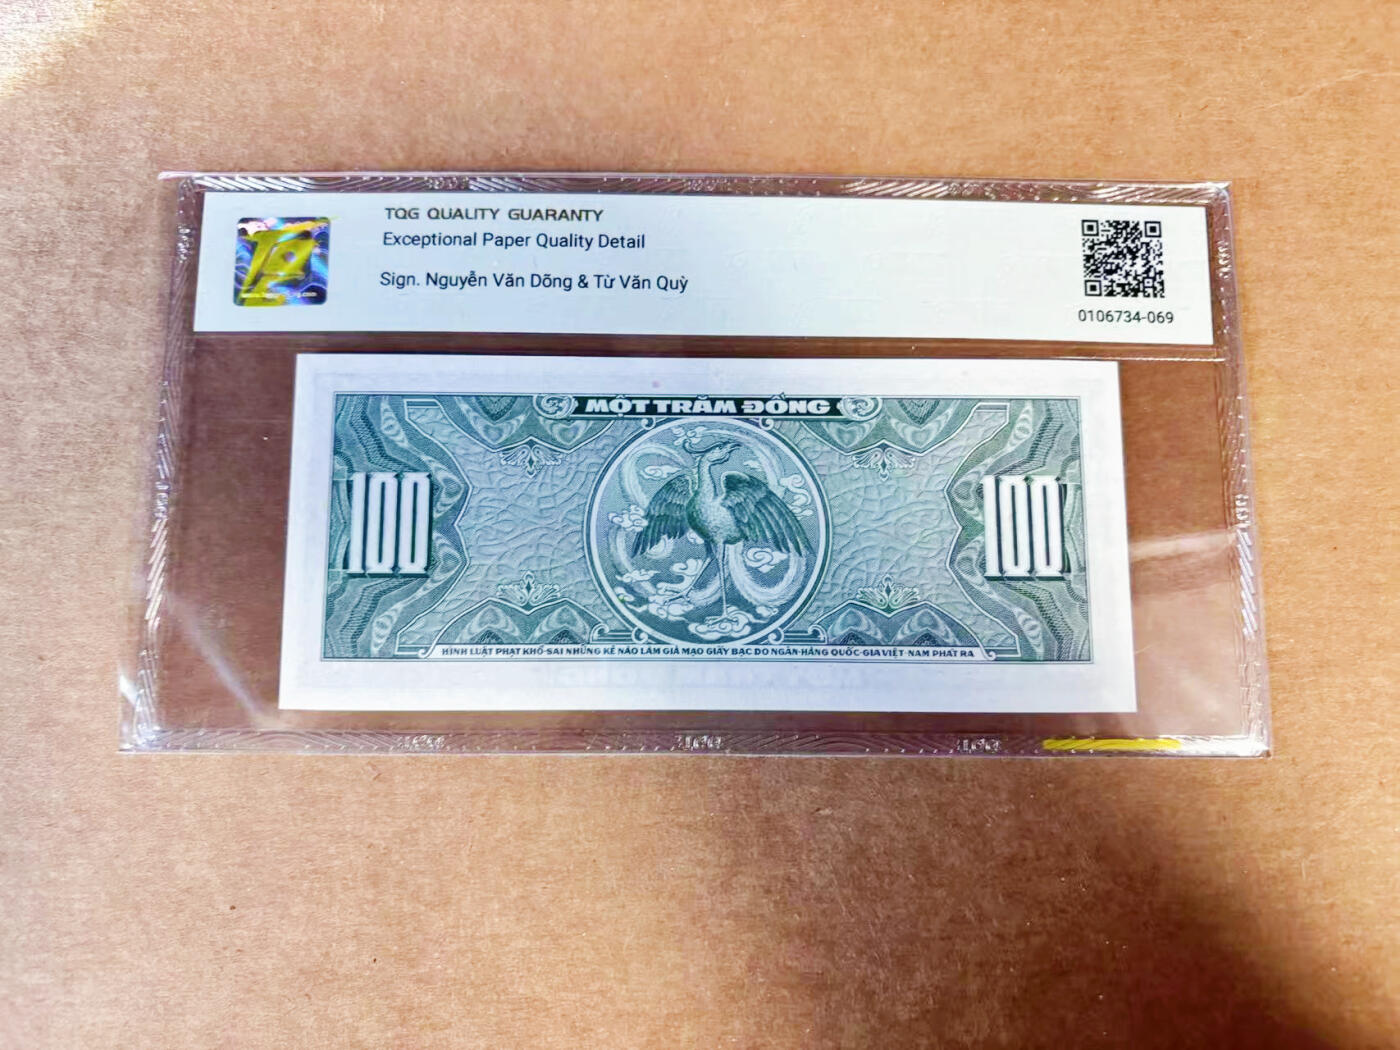 TQG QUALITY GUARANTY
Exceptional Paper Quality Detail
Sign. Nguyễn Văn Dõng & Từ Văn Quỳ
0106734-069
MỘT TRĂM ĐỒNG
100
100
HÌNH LUẬT PHẠT KHỔ-SAI NHỮNG KẺ NÀO LÀM GIẢ MẠO GIẤY BẠC DO NGÂN-HÀNG QUỐC-GIA VIỆT-NAM PHÁT RA